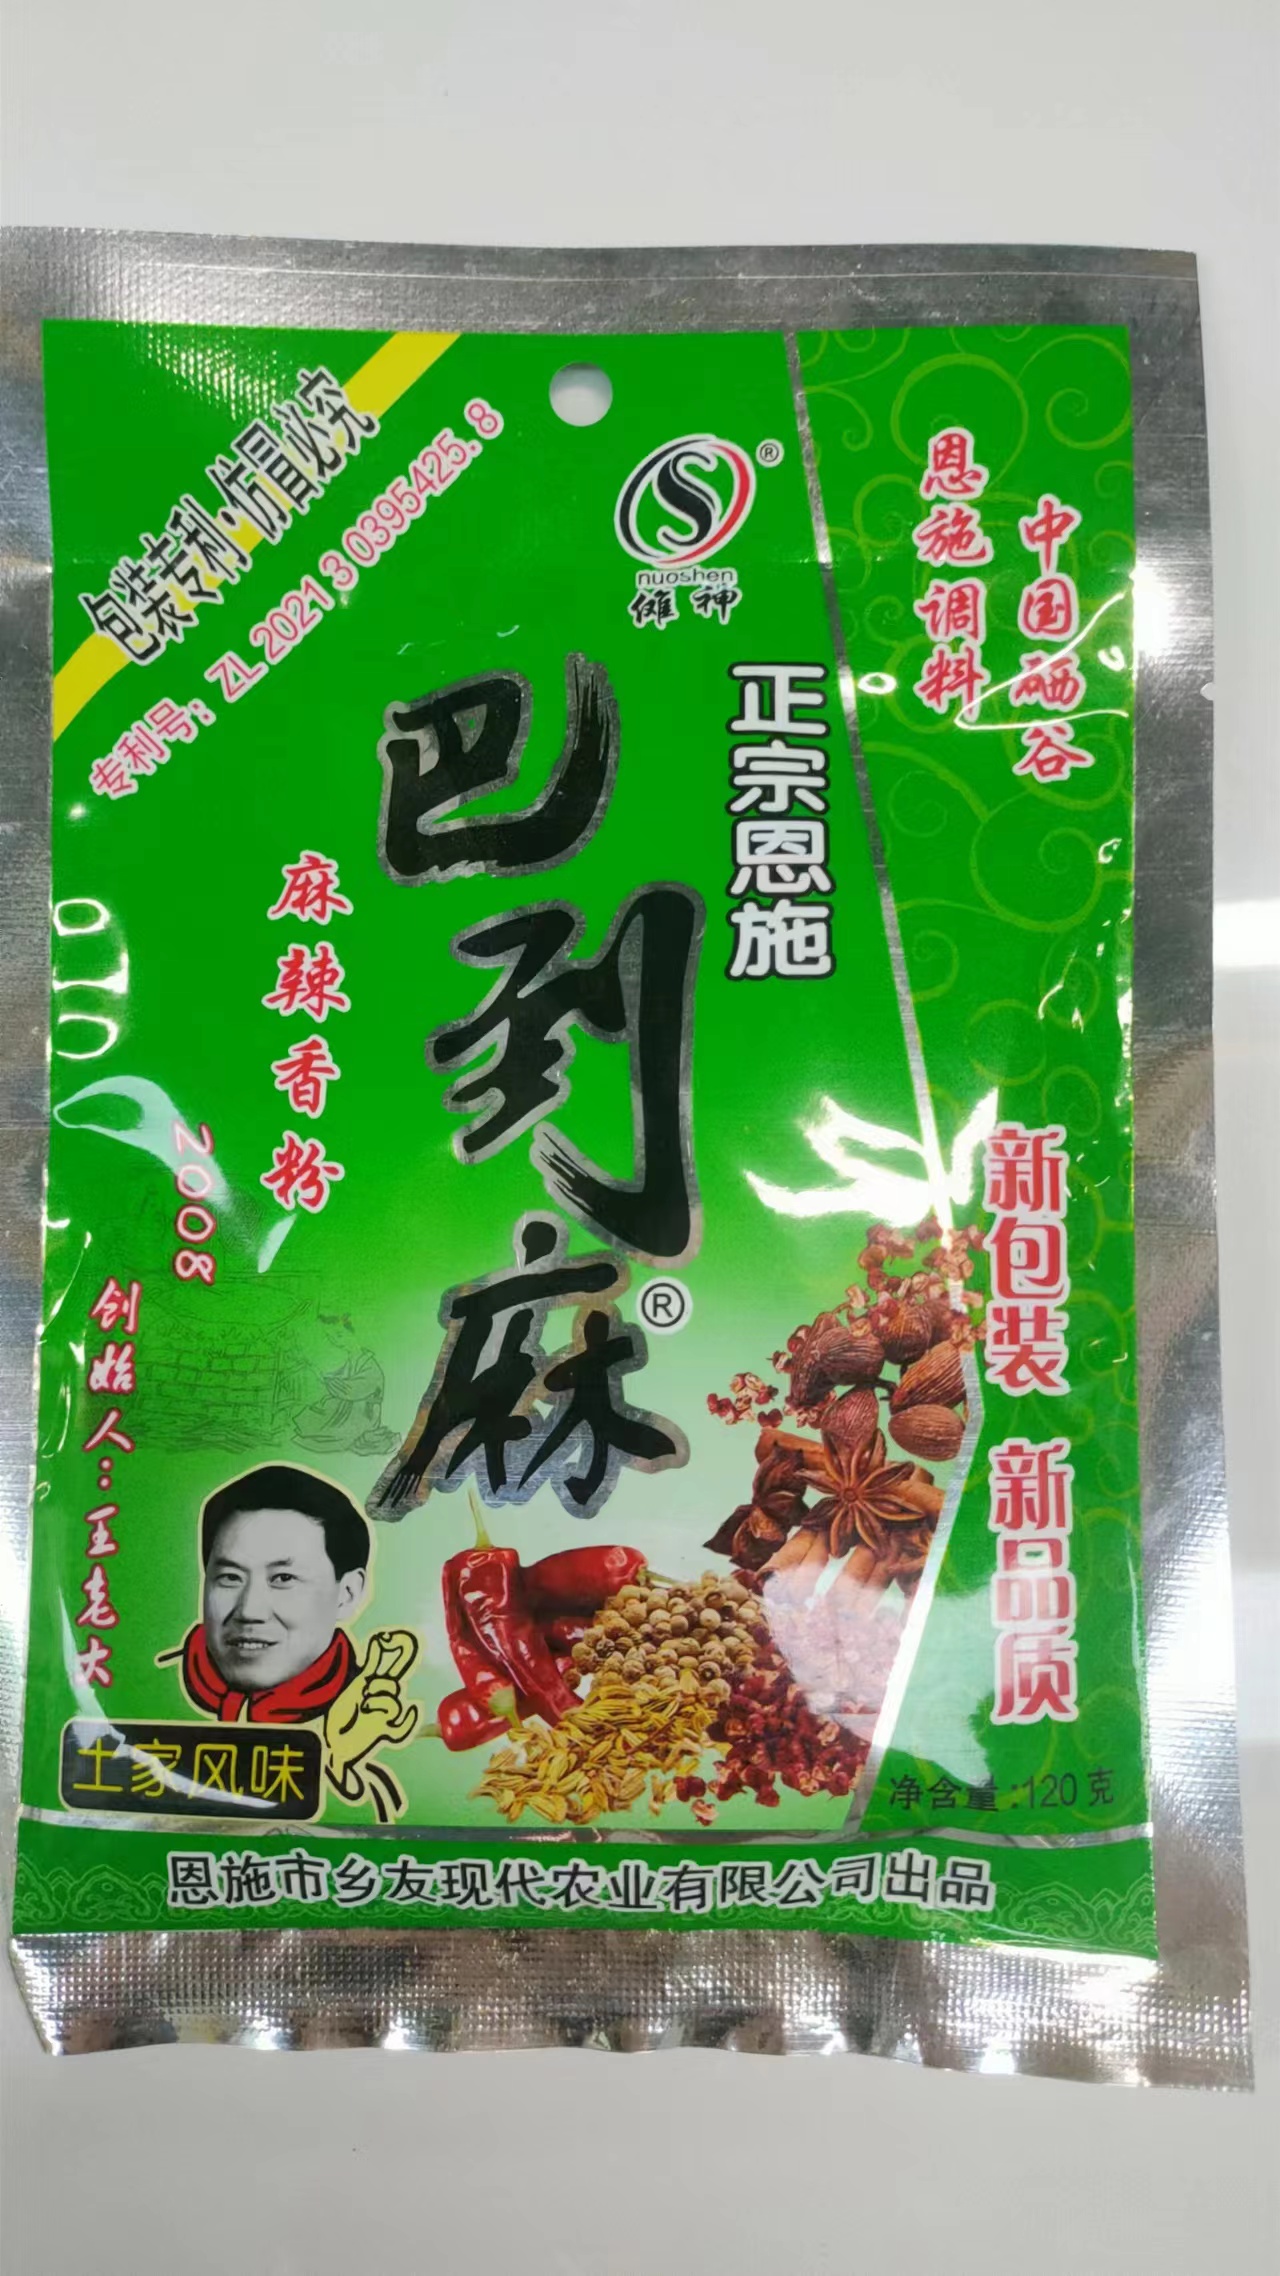 包装专利·仿冒必究
专利号：ZL 2021 3 0395425.8
®
nuoshen
傩神
中国硒谷
恩施调料
正宗恩施
巴到麻®
麻辣香粉
2008
创始人：王老大
土家风味
新包装 新品质
净含量:120克
恩施市乡友现代农业有限公司出品